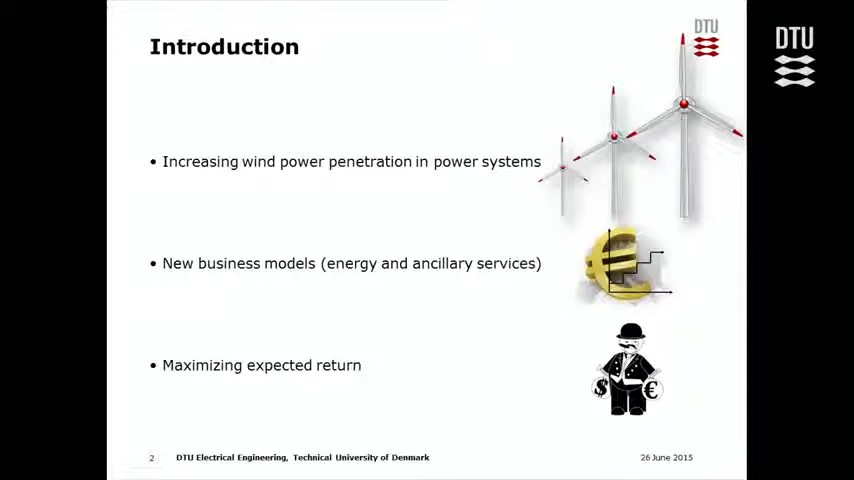 Introduction
DTU
DTU
• Increasing wind power penetration in power systems
• New business models (energy and ancillary services)
€
• Maximizing expected return
$ €
2 DTU Electrical Engineering, Technical University of Denmark 26 June 2015